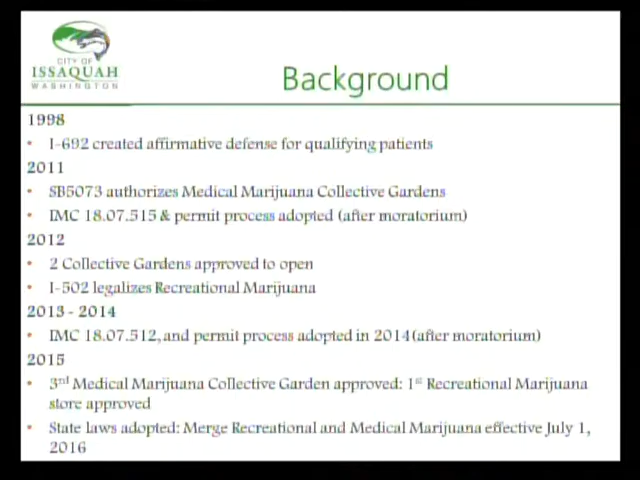 CITY OF
ISSAQUAH
WASHINGTON
Background
1998
• I-692 created affirmative defense for qualifying patients
2011
• SB5073 authorizes Medical Marijuana Collective Gardens
• IMC 18.07.515 & permit process adopted (after moratorium)
2012
• 2 Collective Gardens approved to open
• I-502 legalizes Recreational Marijuana
2013 - 2014
• IMC 18.07.512, and permit process adopted in 2014 (after moratorium)
2015
• 3rd Medical Marijuana Collective Garden approved: 1st Recreational Marijuana
store approved
• State laws adopted: Merge Recreational and Medical Marijuana effective July 1,
2016